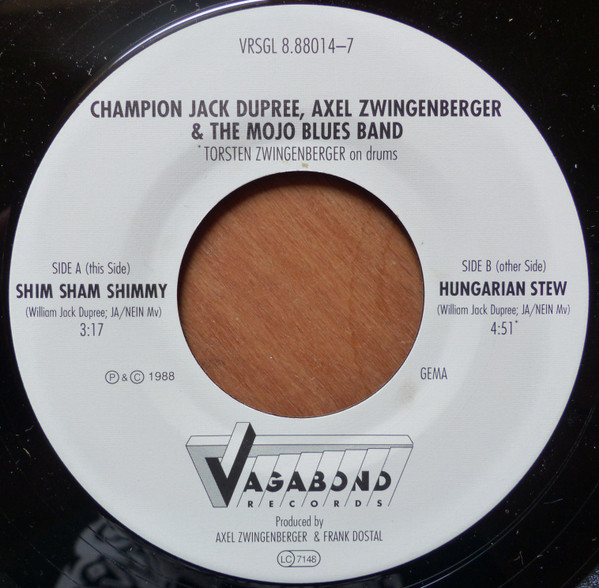 VRSGL 8.88014–7
CHAMPION JACK DUPREE, AXEL ZWINGENBERGER
& THE MOJO BLUES BAND
* TORSTEN ZWINGENBERGER on drums
SIDE A (this Side)
SHIM SHAM SHIMMY
(William Jack Dupree; JA/NEIN Mv)
3:17
SIDE B (other Side)
HUNGARIAN STEW
(William Jack Dupree; JA/NEIN Mv)
4:51*
Ⓟ & © 1988
GEMA
VAGABOND
RECORDS
Produced by
AXEL ZWINGENBERGER & FRANK DOSTAL
LC 7148